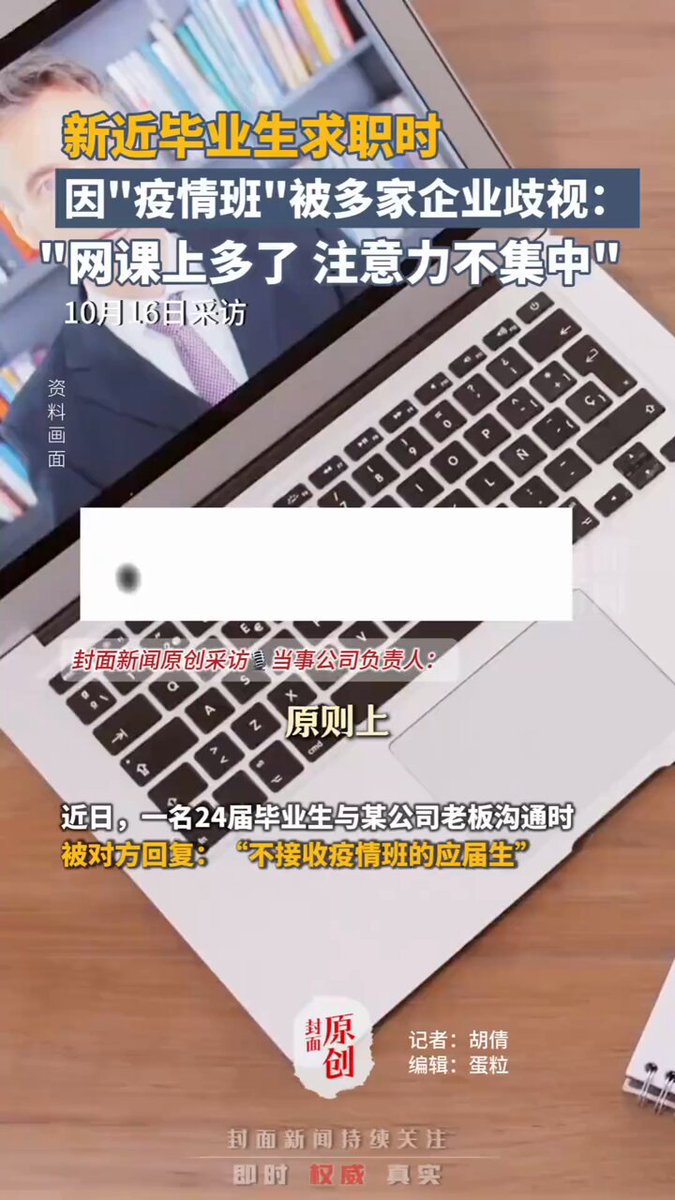 新近毕业生求职时
因"疫情班"被多家企业歧视：
"网课上多了 注意力不集中"
10月16日采访
资料画面
封面新闻原创采访 当事公司负责人：
原则上
近日，一名24届毕业生与某公司老板沟通时
被对方回复：“不接收疫情班的应届生”
封面
原创
记者：胡倩
编辑：蛋粒
封面新闻持续关注
即时 权威 真实